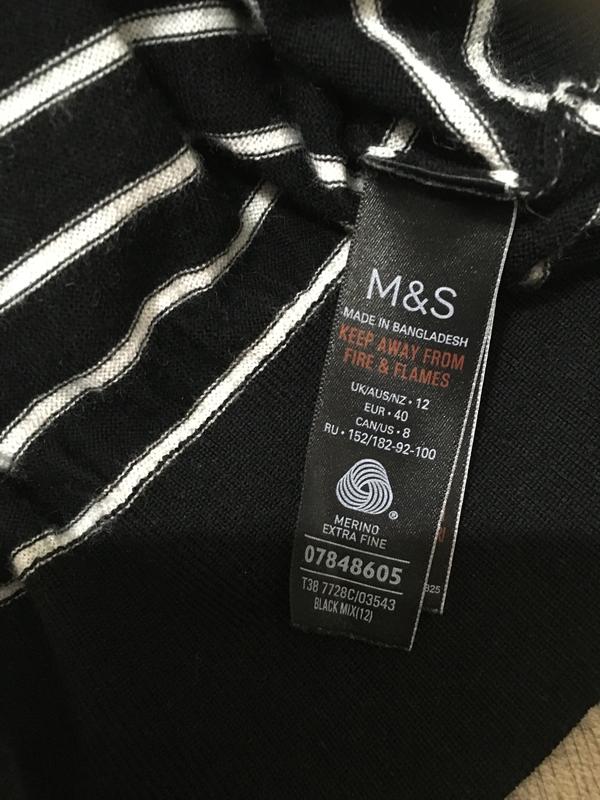 M&S
MADE IN BANGLADESH
KEEP AWAY FROM
FIRE & FLAMES
UK/AUS/NZ • 12
EUR • 40
CAN/US • 8
RU • 152/182-92-100
®
MERINO
EXTRA FINE
07848605
T38 7728C/03543
BLACK MIX(12)